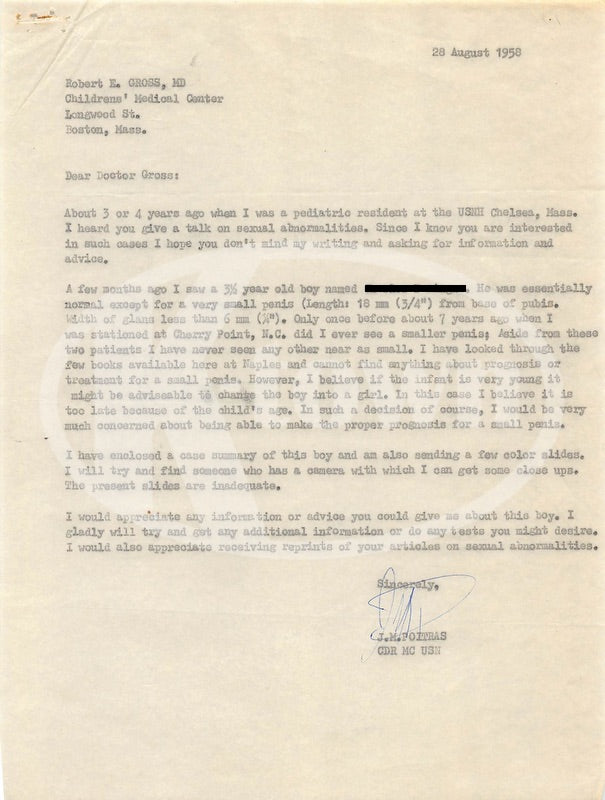 28 August 1958
Robert E. GROSS, MD
Childrens' Medical Center
Longwood St.
Boston, Mass.
Dear Doctor Gross:
About 3 or 4 years ago when I was a pediatric resident at the USNH Chelsea, Mass.
I heard you give a talk on sexual abnormalities. Since I know you are interested
in such cases I hope you don't mind my writing and asking for information and
advice.
A few months ago I saw a 3½ year old boy named . He was essentially
normal except for a very small penis (Length: 18 mm (3/4") from base of pubis.
Width of glans less than 6 mm (¼"). Only once before about 7 years ago when I
was stationed at Cherry Point, N.C. did I ever see a smaller penis; Aside from these
two patients I have never seen any other near as small. I have looked through the
few books available here at Naples and cannot find anything about prognosis or
treatment for a small penis. However, I believe if the infant is very young it
might be adviseable to change the boy into a girl. In this case I believe it is
too late because of the child's age. In such a decision of course, I would be very
much concerned about being able to make the proper prognosis for a small penis.
I have enclosed a case summary of this boy and am also sending a few color slides.
I will try and find someone who has a camera with which I can get some close ups.
The present slides are inadequate.
I would appreciate any information or advice you could give me about this boy. I
gladly will try and get any additional information or do any tests you might desire.
I would also appreciate receiving reprints of your articles on sexual abnormalities.
Sincerely,
J.M.POITRAS
CDR MC USN